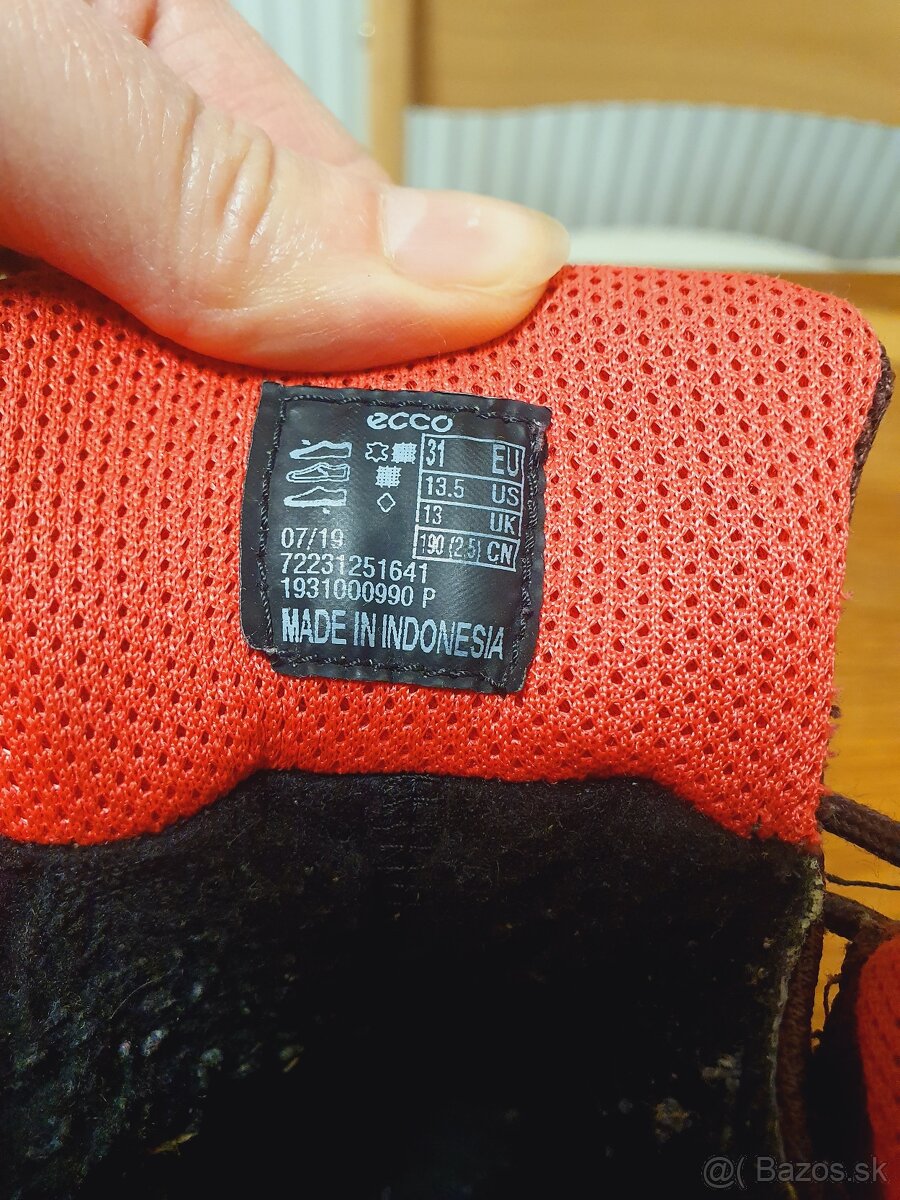 ecco
31 EU
13.5 US
13 UK
190 (2.5) CN
07/19
72231251641
1931000990 P
MADE IN INDONESIA
@( Bazos.sk